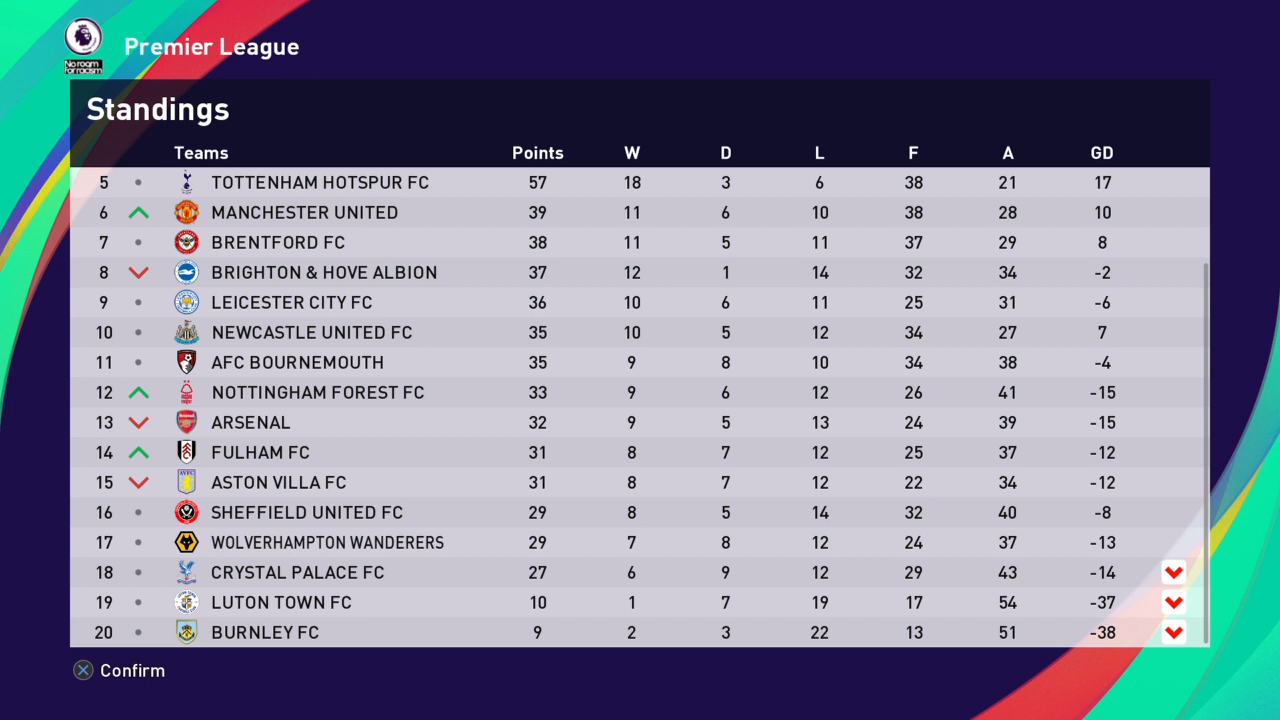 Premier League
No room
for racism
Standings
Teams Points W D L F A GD
5 TOTTENHAM HOTSPUR FC 57 18 3 6 38 21 17
6 MANCHESTER UNITED 39 11 6 10 38 28 10
7 BRENTFORD FC 38 11 5 11 37 29 8
8 BRIGHTON & HOVE ALBION 37 12 1 14 32 34 -2
9 LEICESTER CITY FC 36 10 6 11 25 31 -6
10 NEWCASTLE UNITED FC 35 10 5 12 34 27 7
11 AFC BOURNEMOUTH 35 9 8 10 34 38 -4
12 NOTTINGHAM FOREST FC 33 9 6 12 26 41 -15
13 ARSENAL 32 9 5 13 24 39 -15
14 FULHAM FC 31 8 7 12 25 37 -12
15 ASTON VILLA FC 31 8 7 12 22 34 -12
16 SHEFFIELD UNITED FC 29 8 5 14 32 40 -8
17 WOLVERHAMPTON WANDERERS 29 7 8 12 24 37 -13
18 CRYSTAL PALACE FC 27 6 9 12 29 43 -14
19 LUTON TOWN FC 10 1 7 19 17 54 -37
20 BURNLEY FC 9 2 3 22 13 51 -38
Confirm